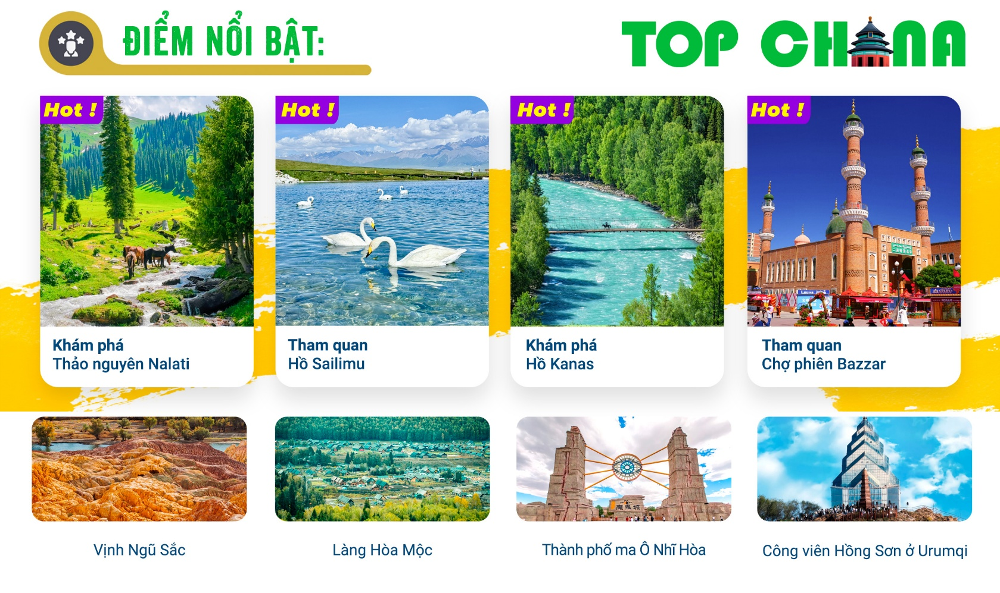 ĐIỂM NỔI BẬT:
TOP CHINA
Hot !
Hot !
Hot !
Hot !
Khám phá
Thảo nguyên Nalati
Tham quan
Hồ Sailimu
Khám phá
Hồ Kanas
Tham quan
Chợ phiên Bazzar
Vịnh Ngũ Sắc
Làng Hòa Mộc
Thành phố ma Ô Nhĩ Hòa
Công viên Hồng Sơn ở Urumqi